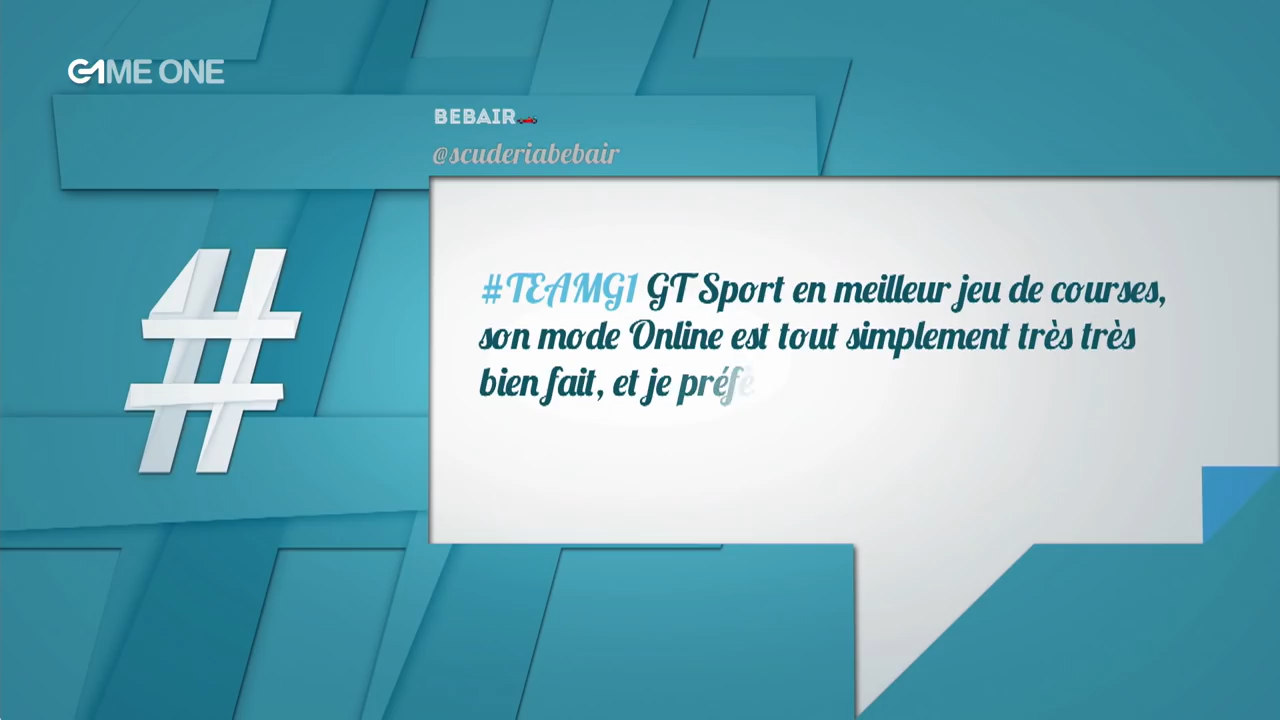 GAME ONE
BEBAIR🏎
@scuderiabebair
#TEAMG1 GT Sport en meilleur jeu de courses,
son mode Online est tout simplement très très
bien fait, et je préfé